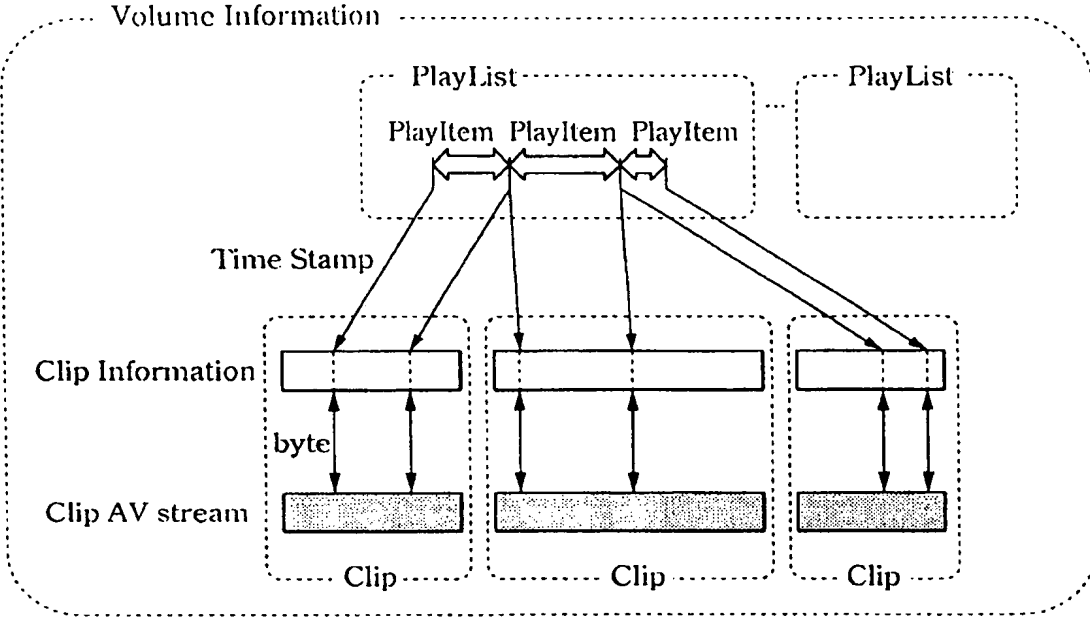 Volume Information
PlayList
PlayList
...
PlayItem PlayItem PlayItem
Time Stamp
Clip Information
byte
Clip AV stream
Clip
Clip
Clip